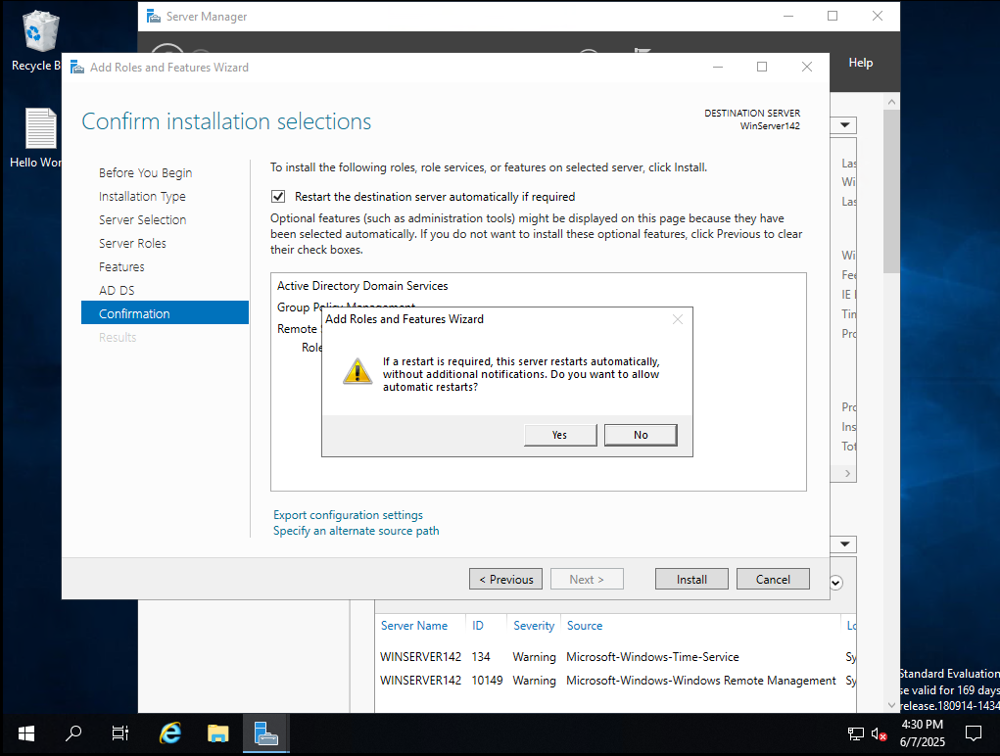 Recycle B
Hello Wor
Server Manager
Help
Add Roles and Features Wizard
Confirm installation selections
DESTINATION SERVER
WinServer142
Before You Begin
Installation Type
Server Selection
Server Roles
Features
AD DS
Confirmation
Results
To install the following roles, role services, or features on selected server, click Install.
Restart the destination server automatically if required
Optional features (such as administration tools) might be displayed on this page because they have
been selected automatically. If you do not want to install these optional features, click Previous to clear
their check boxes.
Active Directory Domain Services
Group Policy Management
Remote
Role
Add Roles and Features Wizard
If a restart is required, this server restarts automatically,
without additional notifications. Do you want to allow
automatic restarts?
Yes
No
Export configuration settings
Specify an alternate source path
< Previous
Next >
Install
Cancel
Las
Wi
Las
Wi
Fee
IE
Tin
Pro
Pro
Ins
Tot
Server Name ID Severity Source Lo
WINSERVER142 134 Warning Microsoft-Windows-Time-Service Sy
WINSERVER142 10149 Warning Microsoft-Windows-Windows Remote Management Sy
Standard Evaluation
se valid for 169 days
release.180914-1434
4:30 PM
6/7/2025